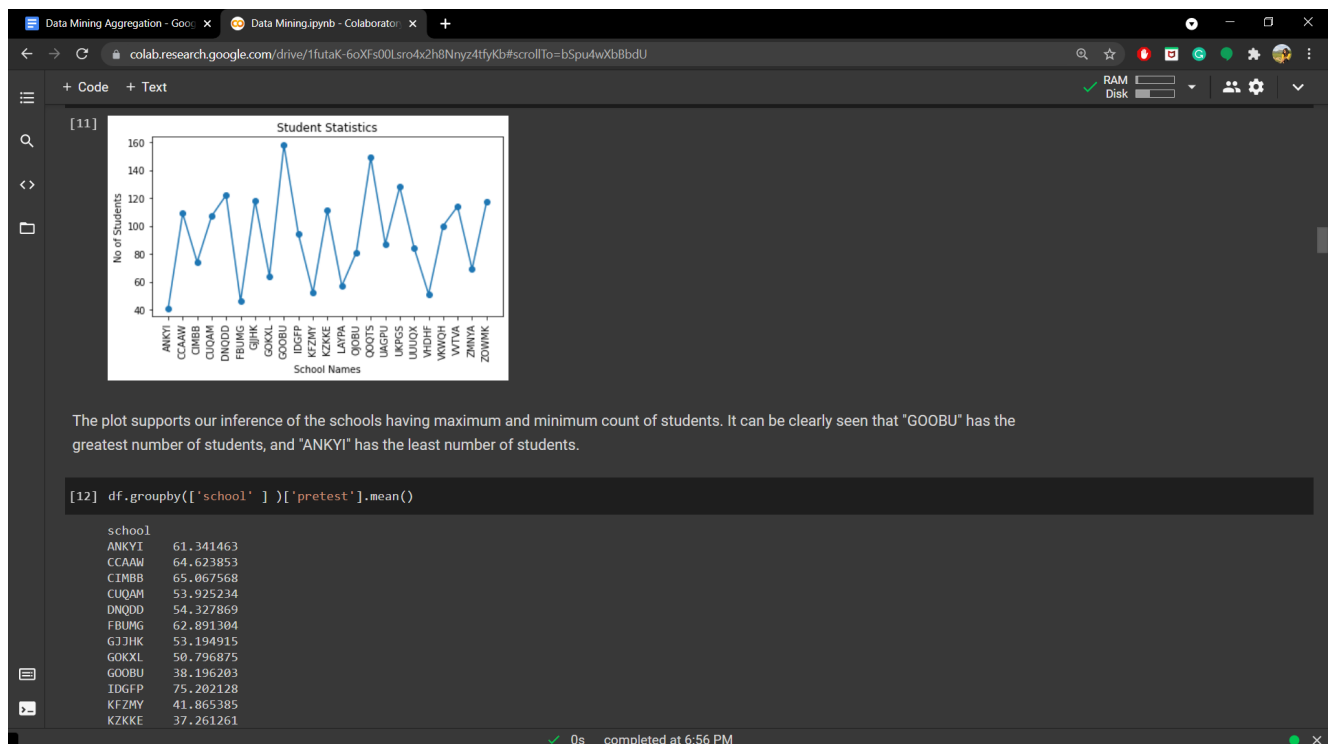 Data Mining Aggregation - Goog
Data Mining.ipynb - Colaborator
colab.research.google.com/drive/1futaK-6oXFs00Lsro4x2h8Nnyz4tfyKb#scrollTo=bSpu4wXbBbdU
+ Code + Text
RAM
Disk
[11]
Student Statistics
160
140
120
100
80
60
40
No of Students
ANKYI
CCAAW
CIMBB
CUQAM
DNQDD
FBUMG
GJJHK
GOKXL
GOOBU
IDGFP
KFZMY
KZKKE
LAYPA
OJOBU
QOQTS
UAGPU
UKPGS
UUUQX
VHDHF
VKWQH
VVTVA
ZMNYA
ZOWMK
School Names
The plot supports our inference of the schools having maximum and minimum count of students. It can be clearly seen that "GOOBU" has the
greatest number of students, and "ANKYI" has the least number of students.
[12] df.groupby(['school' ] )['pretest'].mean()
school
ANKYI 61.341463
CCAAW 64.623853
CIMBB 65.067568
CUQAM 53.925234
DNQDD 54.327869
FBUMG 62.891304
GJJHK 53.194915
GOKXL 50.796875
GOOBU 38.196203
IDGFP 75.202128
KFZMY 41.865385
KZKKE 37.261261
0s completed at 6:56 PM